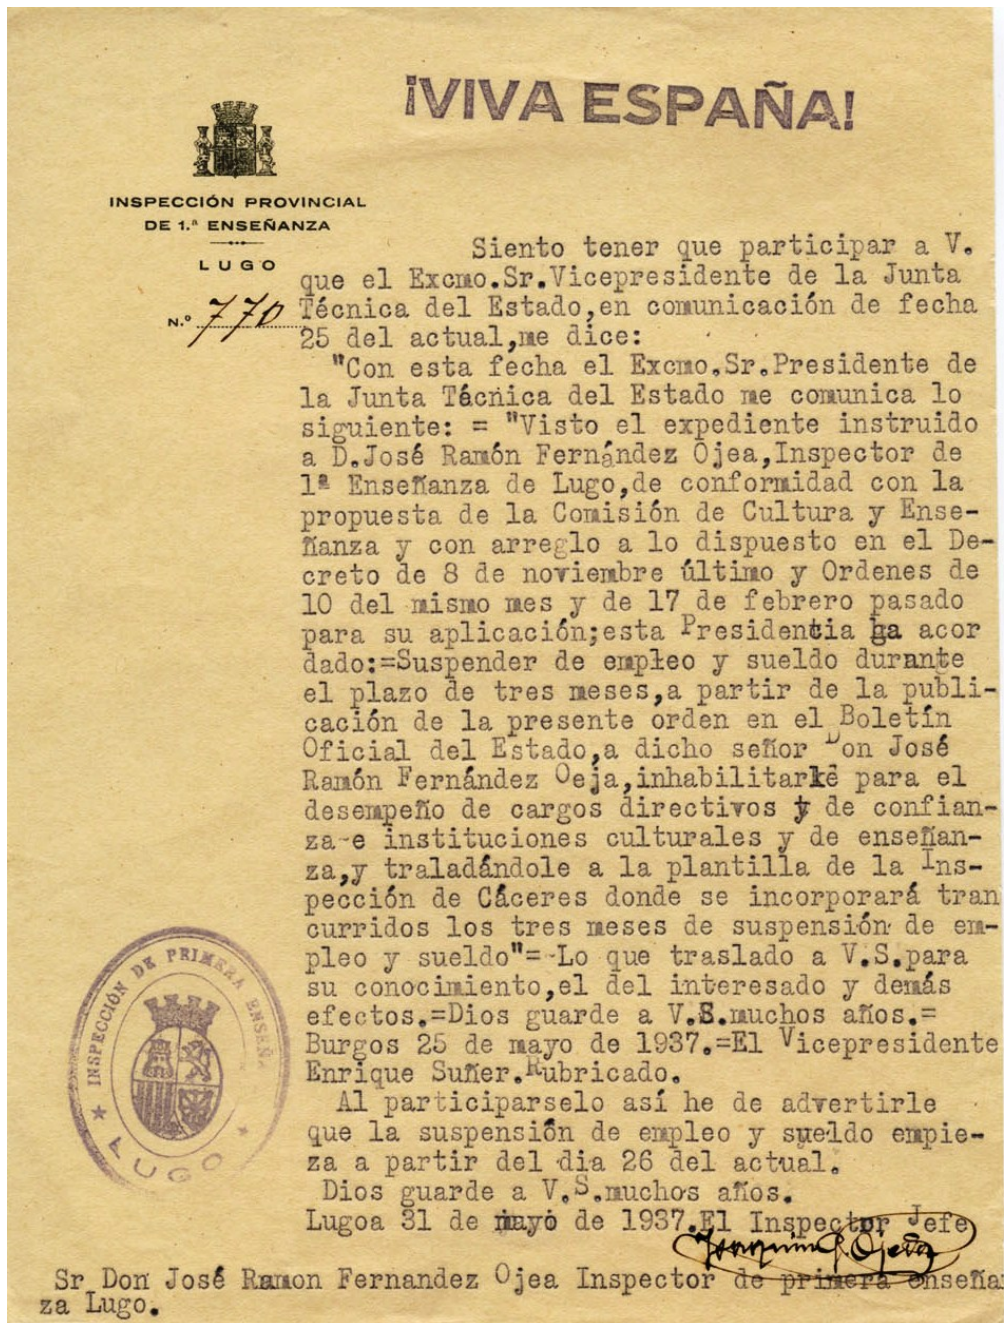 ¡VIVA ESPAÑA!
INSPECCIÓN PROVINCIAL
DE 1.ª ENSEÑANZA
LUGO
N.º 770
Siento tener que participar a V.
que el Excmo.Sr.Vicepresidente de la Junta
Técnica del Estado,en comunicación de fecha
25 del actual,me dice:
"Con esta fecha el Excmo.Sr.Presidente de
la Junta Tácnica del Estado me comunica lo
siguiente: = "Visto el expediente instruido
a D.José Ramón Fernández Ojea,Inspector de
1ª Enseñanza de Lugo,de conformidad con la
propuesta de la Comisión de Cultura y Ense-
ñanza y con arreglo a lo dispuesto en el De-
creto de 8 de noviembre último y Ordenes de
10 del mismo mes y de 17 de febrero pasado
para su aplicación;esta Presidentia ha acor
dado:=Suspender de empleo y sueldo durante
el plazo de tres meses,a partir de la publi-
cación de la presente orden en el Boletín
Oficial del Estado,a dicho señor Don José
Ramón Fernández Oeja,inhabilitarle para el
desempeño de cargos directivos y de confian-
za-e instituciones culturales y de enseñan-
za,y traladándole a la plantilla de la Ins-
pección de Cáceres donde se incorporará tran
curridos los tres meses de suspensión de em-
pleo y sueldo"=-Lo que traslado a V.S.para
su conocimiento,el del interesado y demás
efectos.=Dios guarde a V.S.muchos años.=
Burgos 25 de mayo de 1937.=El Vicepresidente
Enrique Suñer.Rubricado.
Al participarselo así he de advertirle
que la suspensión de empleo y sueldo empie-
za a partir del dia 26 del actual.
Dios guarde a V.S.muchos años.
Lugoa 31 de mayo de 1937.El Inspector Jefe
Joaquin
Sr Don José Ramon Fernandez Ojea Inspector de primera enseñan
za Lugo.
INSPECCIÓN DE PRIMERA ENSEÑ
LUGO